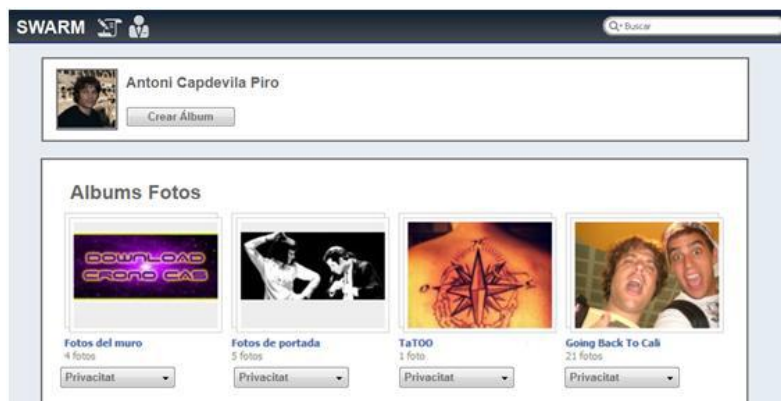 SWARM
Buscar
Antoni Capdevila Piro
Crear Álbum
Albums Fotos
DOWNLOAD
CRONO CAS
N
O
E
Fotos del muro
4 fotos
Privacitat
Fotos de portada
5 fotos
Privacitat
TaTOO
1 foto
Privacitat
Going Back To Cali
21 fotos
Privacitat